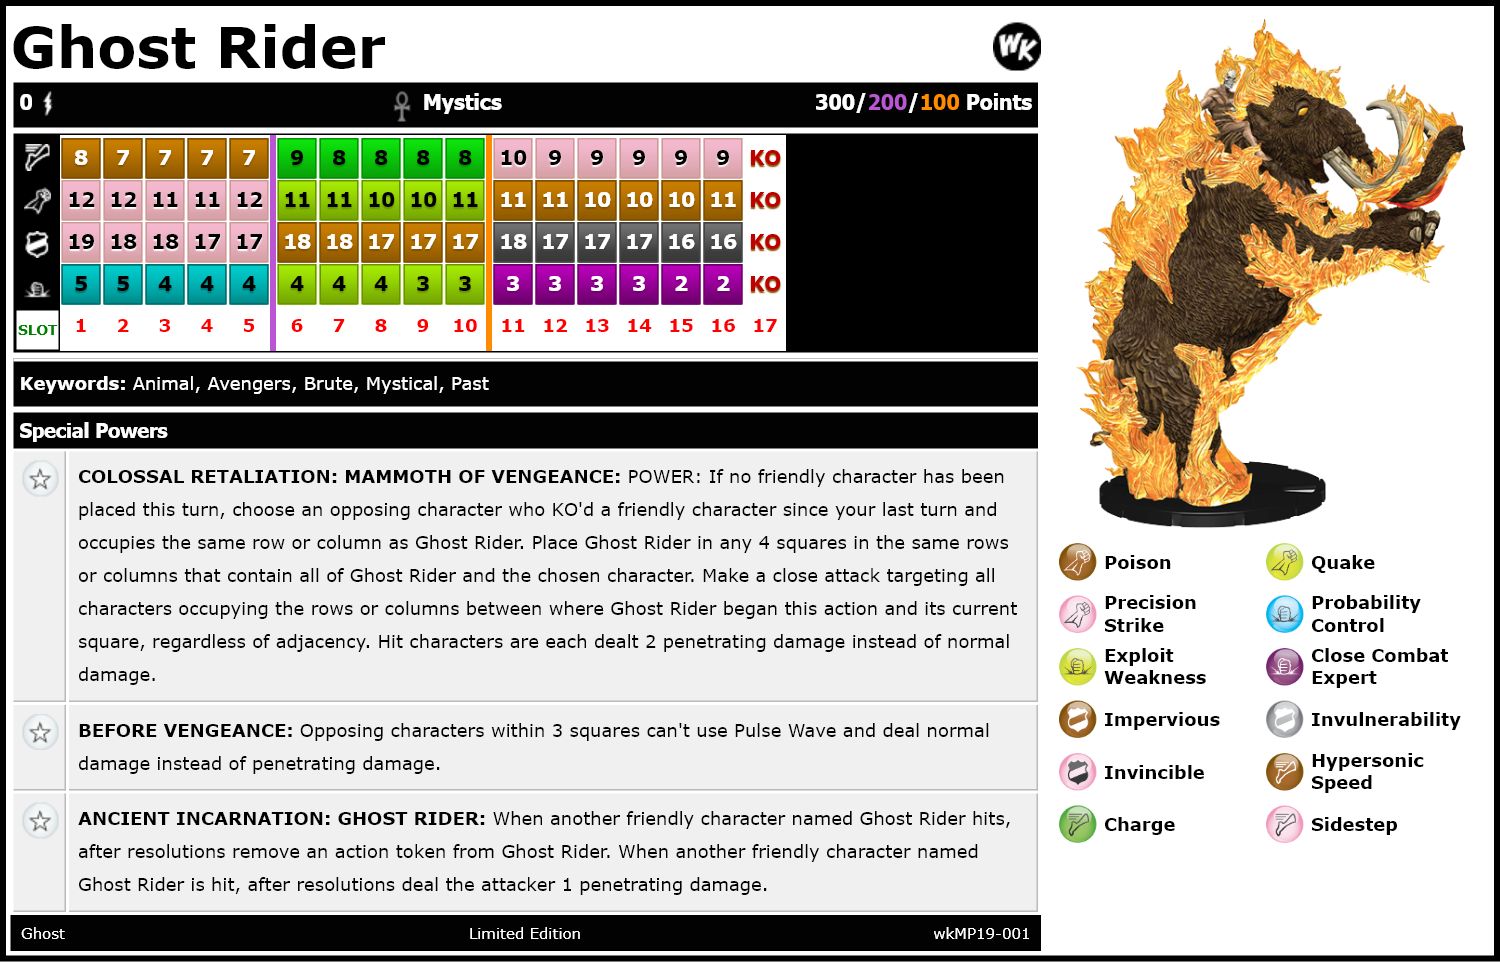 Ghost Rider
WK
0 Mystics 300/200/100 Points
8 7 7 7 7 9 8 8 8 8 10 9 9 9 9 9 KO
12 12 11 11 12 11 11 10 10 11 11 11 10 10 10 11 KO
19 18 18 17 17 18 18 17 17 17 18 17 17 17 16 16 KO
5 5 4 4 4 4 4 4 3 3 3 3 3 3 2 2 KO
SLOT 1 2 3 4 5 6 7 8 9 10 11 12 13 14 15 16 17
Keywords: Animal, Avengers, Brute, Mystical, Past
Special Powers
COLOSSAL RETALIATION: MAMMOTH OF VENGEANCE: POWER: If no friendly character has been
placed this turn, choose an opposing character who KO'd a friendly character since your last turn and
occupies the same row or column as Ghost Rider. Place Ghost Rider in any 4 squares in the same rows
or columns that contain all of Ghost Rider and the chosen character. Make a close attack targeting all
characters occupying the rows or columns between where Ghost Rider began this action and its current
square, regardless of adjacency. Hit characters are each dealt 2 penetrating damage instead of normal
damage.
BEFORE VENGEANCE: Opposing characters within 3 squares can't use Pulse Wave and deal normal
damage instead of penetrating damage.
ANCIENT INCARNATION: GHOST RIDER: When another friendly character named Ghost Rider hits,
after resolutions remove an action token from Ghost Rider. When another friendly character named
Ghost Rider is hit, after resolutions deal the attacker 1 penetrating damage.
Ghost Limited Edition wkMP19-001
Poison
Quake
Precision
Strike
Probability
Control
Exploit
Weakness
Close Combat
Expert
Impervious
Invulnerability
Invincible
Hypersonic
Speed
Charge
Sidestep